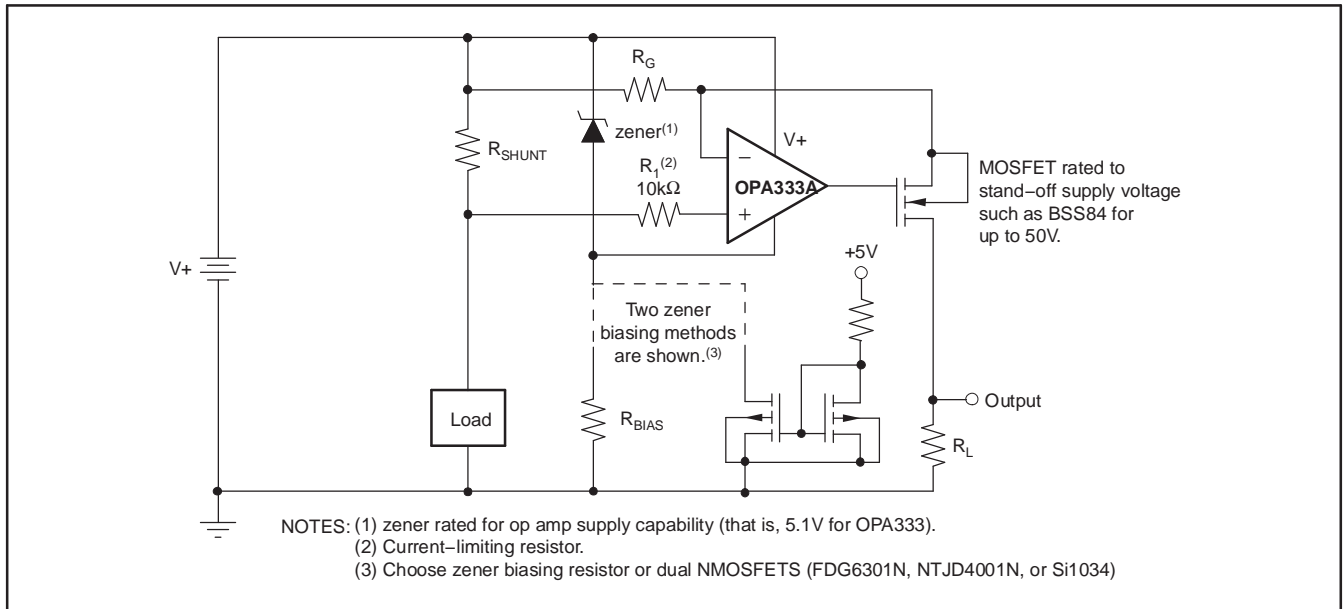 R_G
zener(1)
V+
R_SHUNT
R_1(2)
10kΩ
−
OPA333A
+
MOSFET rated to
stand−off supply voltage
such as BSS84 for
up to 50V.
+5V
V+
Two zener
biasing methods
are shown.(3)
Load
R_BIAS
Output
R_L
NOTES: (1) zener rated for op amp supply capability (that is, 5.1V for OPA333).
(2) Current−limiting resistor.
(3) Choose zener biasing resistor or dual NMOSFETS (FDG6301N, NTJD4001N, or Si1034)